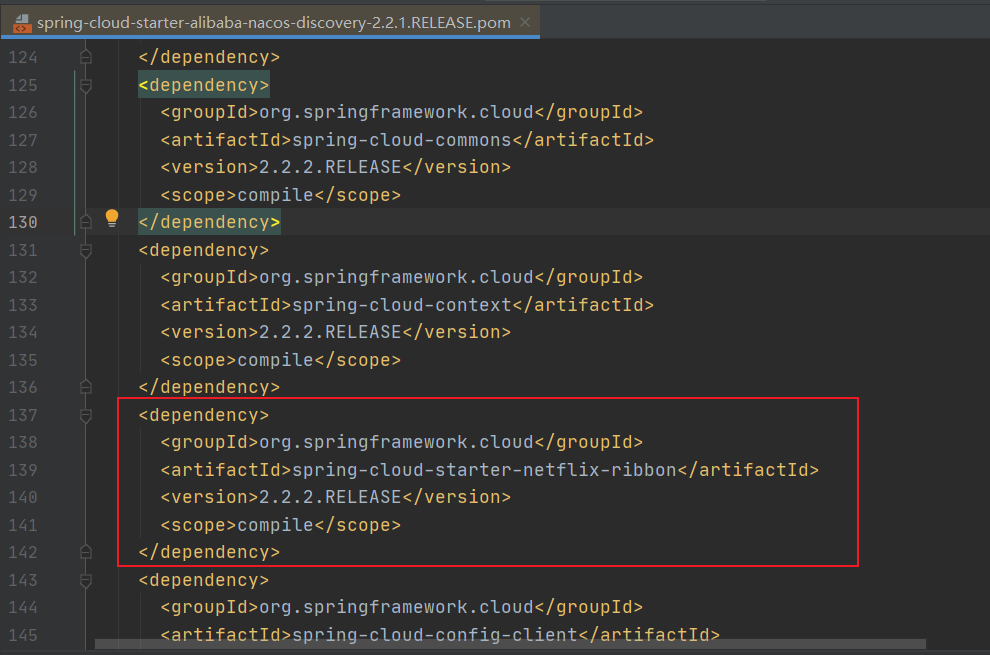 spring-cloud-starter-alibaba-nacos-discovery-2.2.1.RELEASE.pom
124 </dependency>
125 <dependency>
126 <groupId>org.springframework.cloud</groupId>
127 <artifactId>spring-cloud-commons</artifactId>
128 <version>2.2.2.RELEASE</version>
129 <scope>compile</scope>
130 </dependency>
131 <dependency>
132 <groupId>org.springframework.cloud</groupId>
133 <artifactId>spring-cloud-context</artifactId>
134 <version>2.2.2.RELEASE</version>
135 <scope>compile</scope>
136 </dependency>
137 <dependency>
138 <groupId>org.springframework.cloud</groupId>
139 <artifactId>spring-cloud-starter-netflix-ribbon</artifactId>
140 <version>2.2.2.RELEASE</version>
141 <scope>compile</scope>
142 </dependency>
143 <dependency>
144 <groupId>org.springframework.cloud</groupId>
145 <artifactId>spring-cloud-config-client</artifactId>